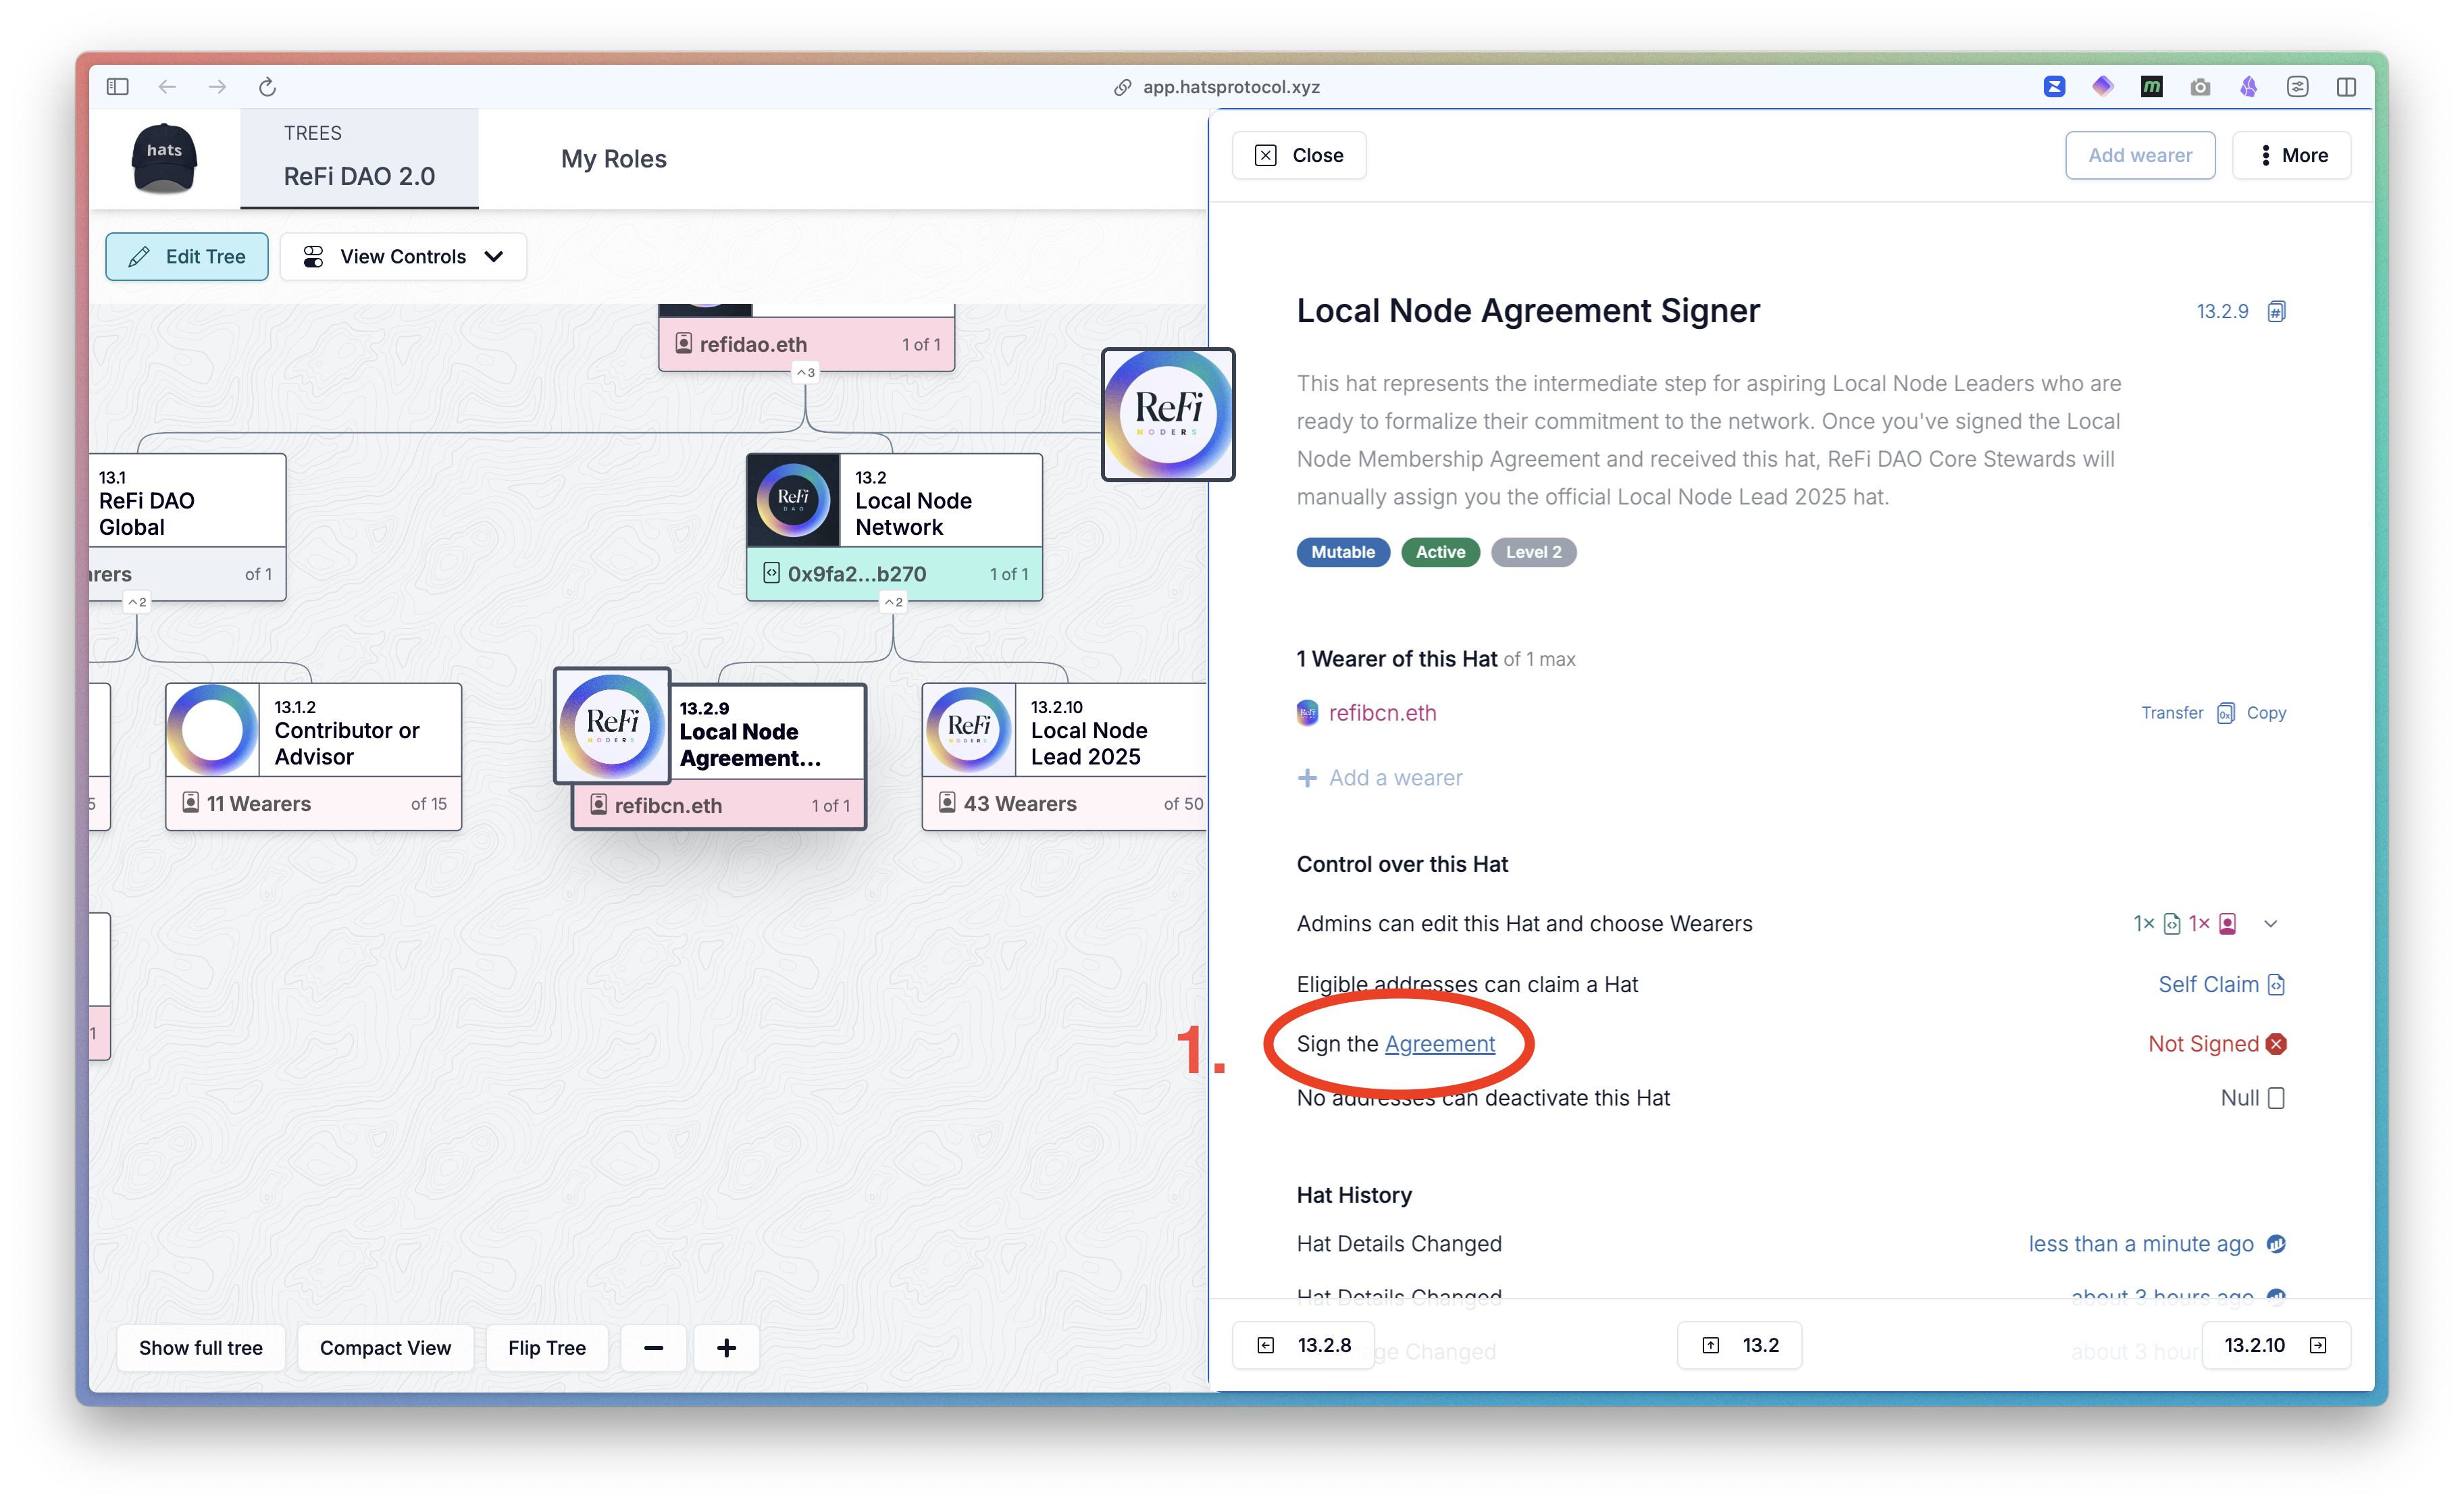 app.hatsprotocol.xyz
hats
TREES
ReFi DAO 2.0
My Roles
Edit Tree
View Controls
refidao.eth
1 of 1
3
13.1
ReFi DAO
Global
of 1
2
13.2
Local Node
Network
ReFi
DAO
0x9fa2...b270
1 of 1
2
ReFi
NODERS
13.1.2
Contributor or
Advisor
11 Wearers
of 15
ReFi
NODERS
13.2.9
Local Node
Agreement...
refibcn.eth
1 of 1
ReFi
NODERS
13.2.10
Local Node
Lead 2025
43 Wearers
of 50
5
1
Show full tree
Compact View
Flip Tree
Close
Add wearer
More
Local Node Agreement Signer
13.2.9
This hat represents the intermediate step for aspiring Local Node Leaders who are
ready to formalize their commitment to the network. Once you've signed the Local
Node Membership Agreement and received this hat, ReFi DAO Core Stewards will
manually assign you the official Local Node Lead 2025 hat.
Mutable
Active
Level 2
1 Wearer of this Hat of 1 max
refibcn.eth
Transfer
0x
Copy
+ Add a wearer
Control over this Hat
Admins can edit this Hat and choose Wearers
1× 1×
Eligible addresses can claim a Hat
Self Claim
1.
Sign the Agreement
Not Signed
No addresses can deactivate this Hat
Null
Hat History
Hat Details Changed
less than a minute ago
Hat Details Changed
about 3 hours ago
Changed
about 3
13.2.8
13.2
13.2.10